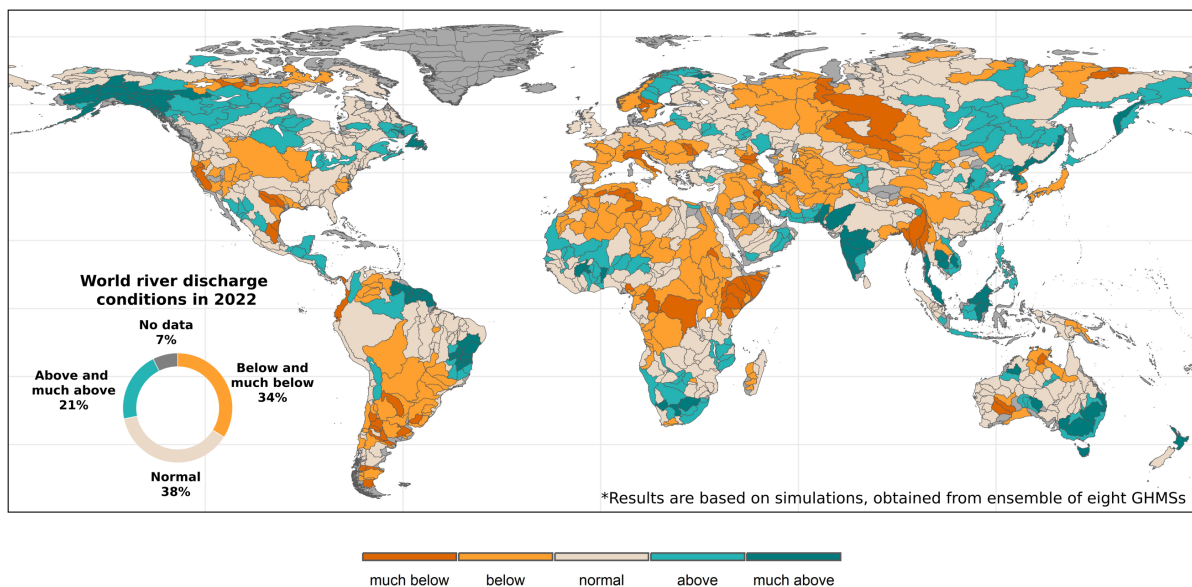 World river discharge
conditions in 2022
No data
7%
Above and
much above
21%
Below and
much below
34%
Normal
38%
*Results are based on simulations, obtained from ensemble of eight GHMSs
much below
below
normal
above
much above